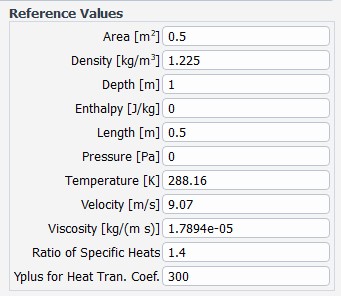 Reference Values
Area [m²] 0.5
Density [kg/m³] 1.225
Depth [m] 1
Enthalpy [J/kg] 0
Length [m] 0.5
Pressure [Pa] 0
Temperature [K] 288.16
Velocity [m/s] 9.07
Viscosity [kg/(m s)] 1.7894e-05
Ratio of Specific Heats 1.4
Yplus for Heat Tran. Coef. 300